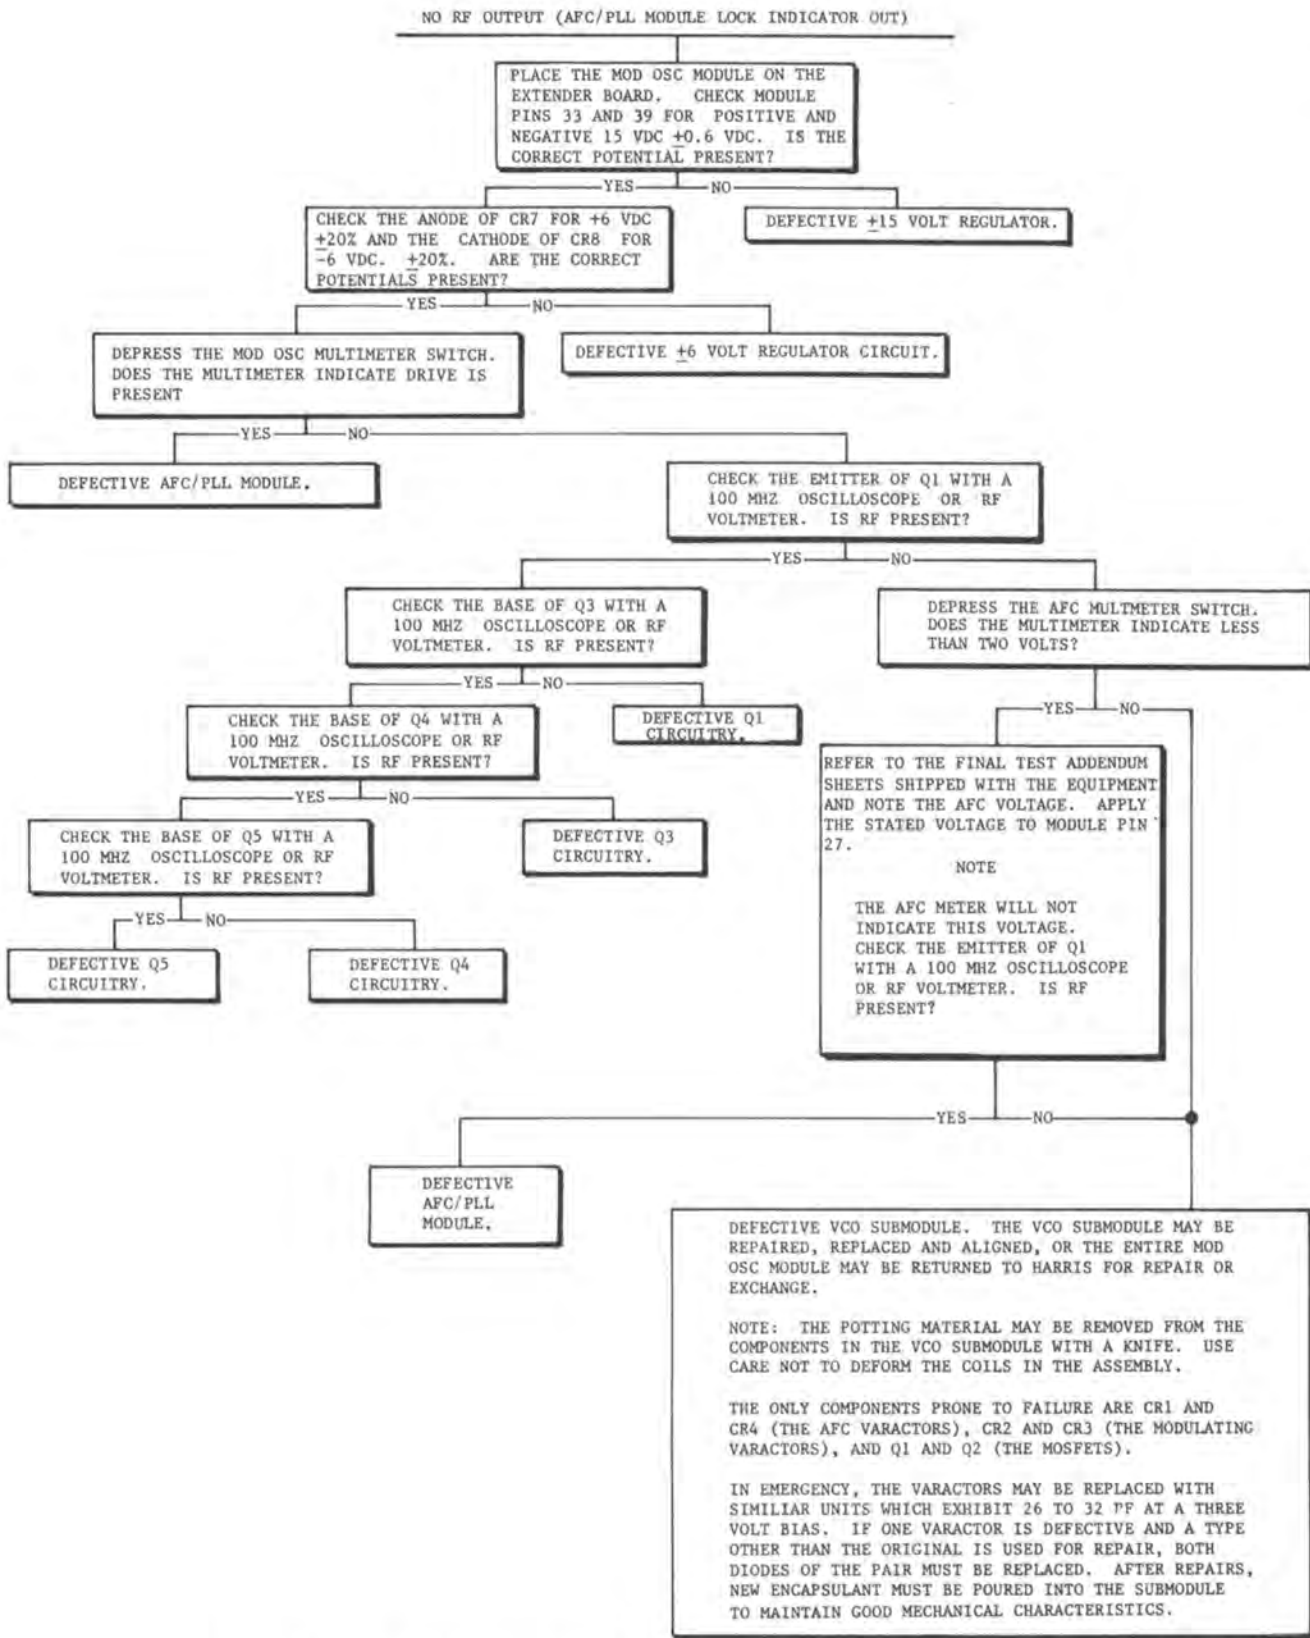 NO RF OUTPUT (AFC/PLL MODULE LOCK INDICATOR OUT)
PLACE THE MOD OSC MODULE ON THE
EXTENDER BOARD. CHECK MODULE
PINS 33 AND 39 FOR POSITIVE AND
NEGATIVE 15 VDC ±0.6 VDC. IS THE
CORRECT POTENTIAL PRESENT?
YES NO
CHECK THE ANODE OF CR7 FOR +6 VDC
±20% AND THE CATHODE OF CR8 FOR
-6 VDC. ±20%. ARE THE CORRECT
POTENTIALS PRESENT?
DEFECTIVE ±15 VOLT REGULATOR.
YES NO
DEPRESS THE MOD OSC MULTIMETER SWITCH.
DOES THE MULTIMETER INDICATE DRIVE IS
PRESENT
DEFECTIVE ±6 VOLT REGULATOR CIRCUIT.
YES NO
DEFECTIVE AFC/PLL MODULE.
CHECK THE EMITTER OF Q1 WITH A
100 MHZ OSCILLOSCOPE OR RF
VOLTMETER. IS RF PRESENT?
YES NO
CHECK THE BASE OF Q3 WITH A
100 MHZ OSCILLOSCOPE OR RF
VOLTMETER. IS RF PRESENT?
DEPRESS THE AFC MULTMETER SWITCH.
DOES THE MULTIMETER INDICATE LESS
THAN TWO VOLTS?
YES NO
CHECK THE BASE OF Q4 WITH A
100 MHZ OSCILLOSCOPE OR RF
VOLTMETER. IS RF PRESENT?
DEFECTIVE Q1
CIRCUITRY.
YES NO
REFER TO THE FINAL TEST ADDENDUM
SHEETS SHIPPED WITH THE EQUIPMENT
AND NOTE THE AFC VOLTAGE. APPLY
THE STATED VOLTAGE TO MODULE PIN
27.
NOTE
THE AFC METER WILL NOT
INDICATE THIS VOLTAGE.
CHECK THE EMITTER OF Q1
WITH A 100 MHZ OSCILLOSCOPE
OR RF VOLTMETER. IS RF
PRESENT?
YES NO
CHECK THE BASE OF Q5 WITH A
100 MHZ OSCILLOSCOPE OR RF
VOLTMETER. IS RF PRESENT?
DEFECTIVE Q3
CIRCUITRY.
YES NO
DEFECTIVE Q5
CIRCUITRY.
DEFECTIVE Q4
CIRCUITRY.
YES NO
DEFECTIVE
AFC/PLL
MODULE.
DEFECTIVE VCO SUBMODULE. THE VCO SUBMODULE MAY BE
REPAIRED, REPLACED AND ALIGNED, OR THE ENTIRE MOD
OSC MODULE MAY BE RETURNED TO HARRIS FOR REPAIR OR
EXCHANGE.
NOTE: THE POTTING MATERIAL MAY BE REMOVED FROM THE
COMPONENTS IN THE VCO SUBMODULE WITH A KNIFE. USE
CARE NOT TO DEFORM THE COILS IN THE ASSEMBLY.
THE ONLY COMPONENTS PRONE TO FAILURE ARE CR1 AND
CR4 (THE AFC VARACTORS), CR2 AND CR3 (THE MODULATING
VARACTORS), AND Q1 AND Q2 (THE MOSFETS).
IN EMERGENCY, THE VARACTORS MAY BE REPLACED WITH
SIMILIAR UNITS WHICH EXHIBIT 26 TO 32 PF AT A THREE
VOLT BIAS. IF ONE VARACTOR IS DEFECTIVE AND A TYPE
OTHER THAN THE ORIGINAL IS USED FOR REPAIR, BOTH
DIODES OF THE PAIR MUST BE REPLACED. AFTER REPAIRS,
NEW ENCAPSULANT MUST BE POURED INTO THE SUBMODULE
TO MAINTAIN GOOD MECHANICAL CHARACTERISTICS.